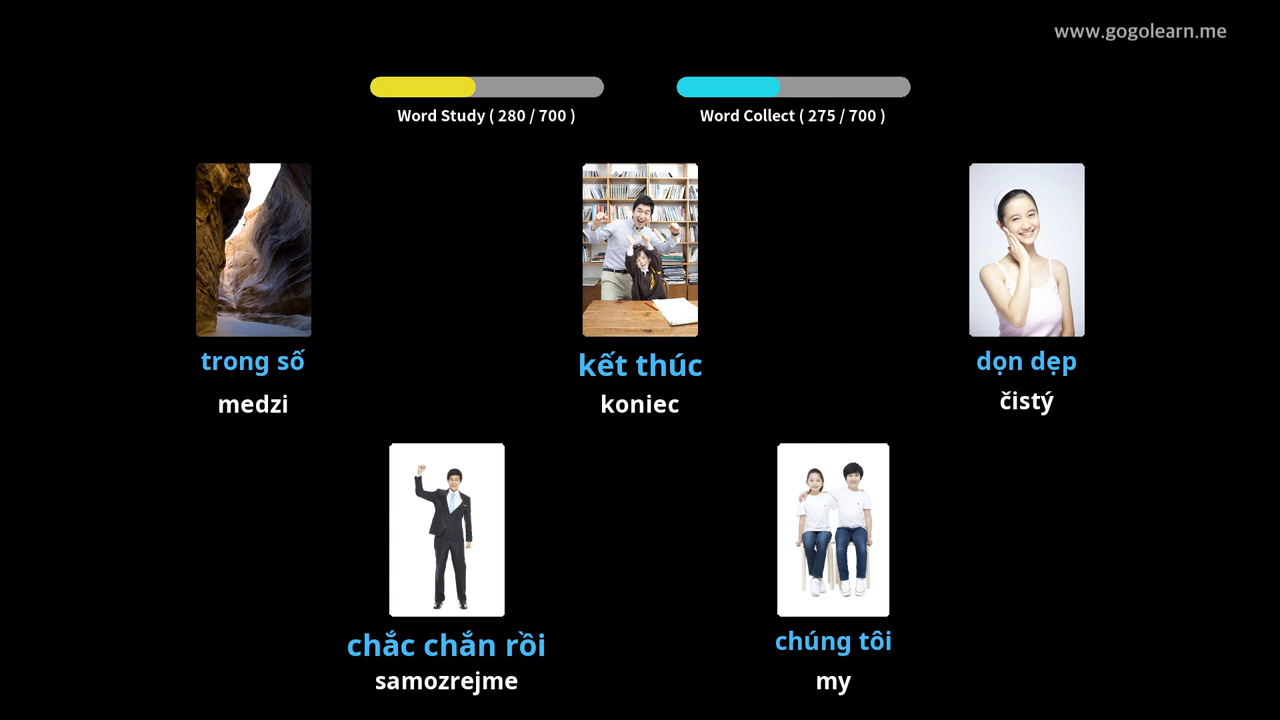 www.gogolearn.me
Word Study ( 280 / 700 )
Word Collect ( 275 / 700 )
trong số
medzi
kết thúc
koniec
dọn dẹp
čistý
chắc chắn rồi
samozrejme
chúng tôi
my